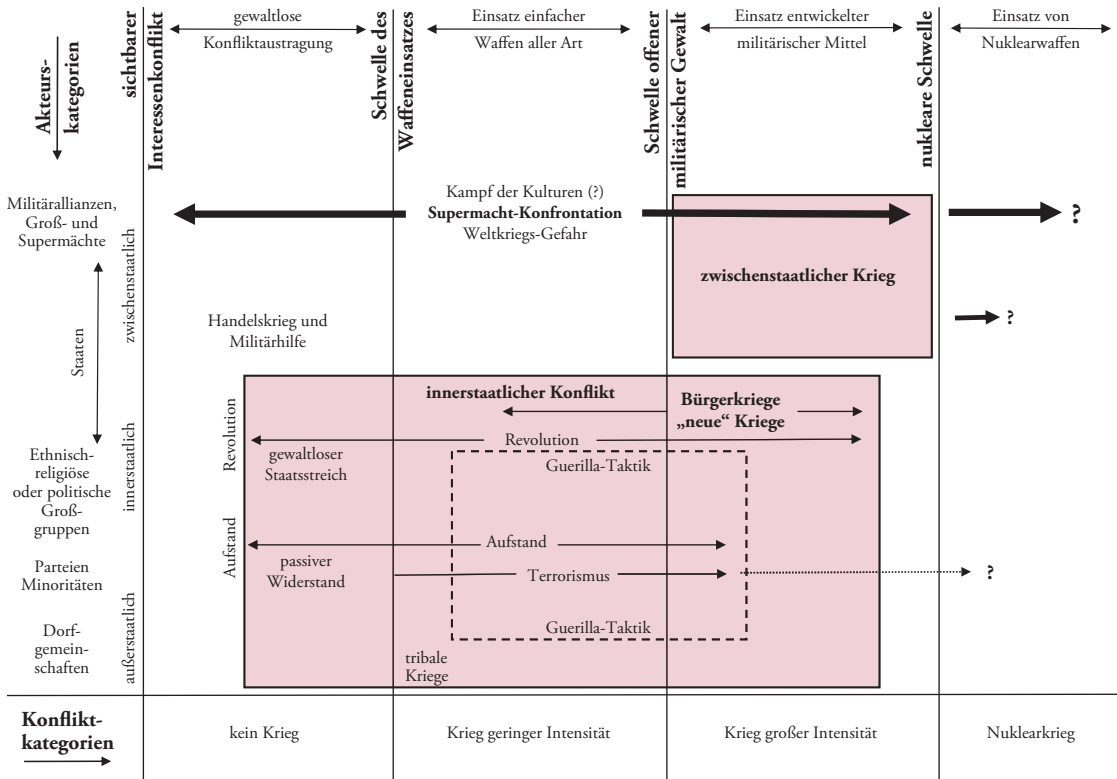 Akteurs-
kategorien
sichtbarer
Interessenkonflikt
gewaltlose
Konfliktaustragung
Schwelle des
Waffeneinsatzes
Einsatz einfacher
Waffen aller Art
Schwelle offener
militärischer Gewalt
Einsatz entwickelter
militärischer Mittel
nukleare Schwelle
Einsatz von
Nuklearwaffen
Militärallianzen,
Groß- und
Supermächte
Kampf der Kulturen (?)
Supermacht-Konfrontation
Weltkriegs-Gefahr
?
zwischenstaatlich
zwischenstaatlicher Krieg
Staaten
Handelskrieg und
Militärhilfe
?
innerstaatlicher Konflikt
Bürgerkriege
„neue“ Kriege
Revolution
Revolution
gewaltloser
Staatsstreich
Guerilla-Taktik
Ethnisch-
religiöse
oder politische
Groß-
gruppen
innerstaatlich
Aufstand
Aufstand
passiver
Widerstand
Terrorismus
?
Parteien
Minoritäten
außerstaatlich
Guerilla-Taktik
Dorf-
gemein-
schaften
tribale
Kriege
Konflikt-
kategorien
kein Krieg
Krieg geringer Intensität
Krieg großer Intensität
Nuklearkrieg